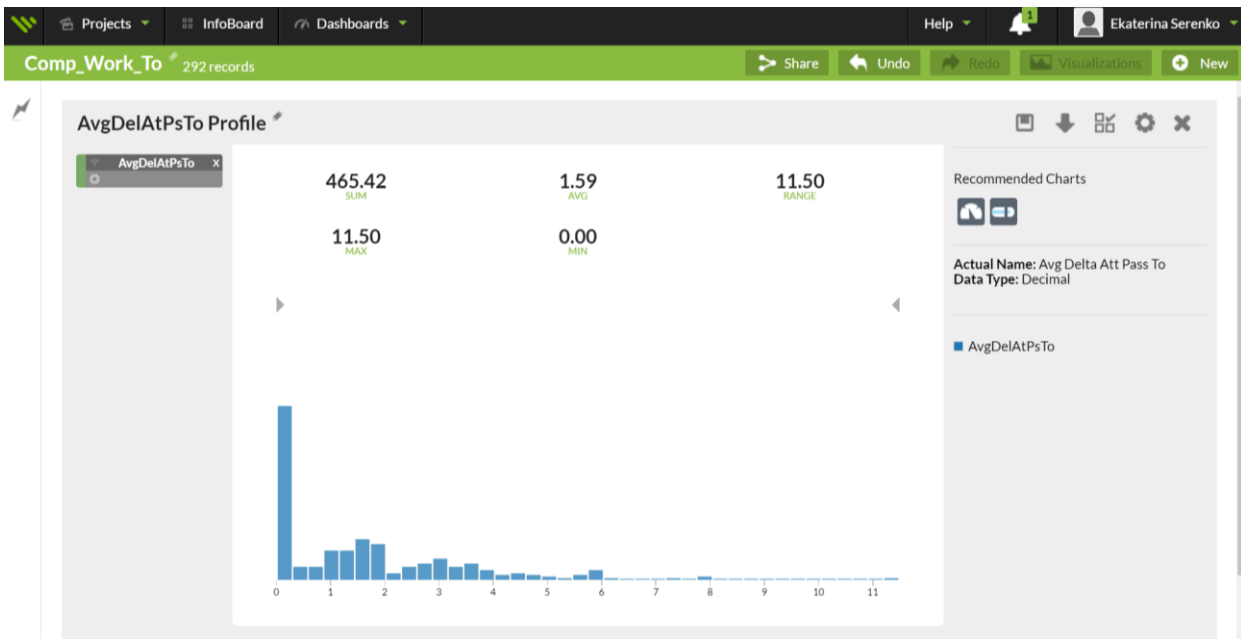 Projects InfoBoard Dashboards Help 1 Ekaterina Serenko
Comp_Work_To 292 records Share Undo Redo Visualizations New
AvgDelAtPsTo Profile
AvgDelAtPsTo x
465.42 1.59 11.50
SUM AVG RANGE
11.50 0.00
MAX MIN
Recommended Charts
Actual Name: Avg Delta Att Pass To
Data Type: Decimal
AvgDelAtPsTo
0 1 2 3 4 5 6 7 8 9 10 11